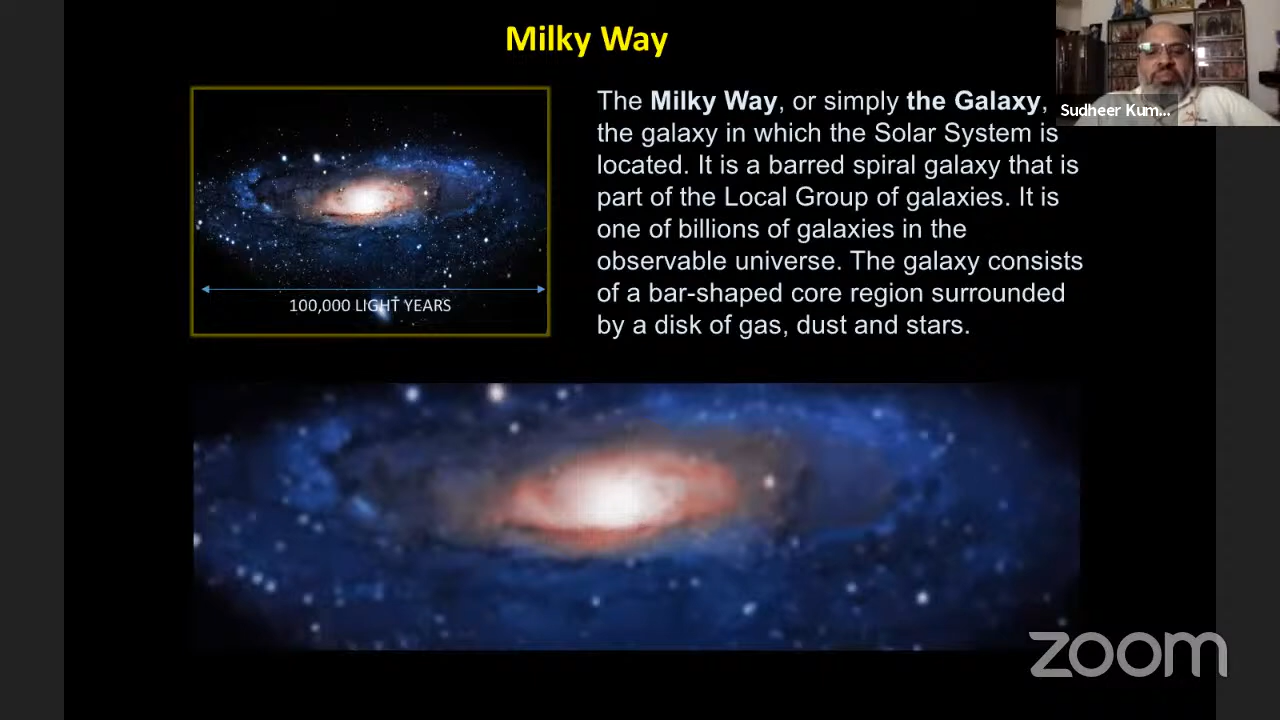 Milky Way
The Milky Way, or simply the Galaxy,
the galaxy in which the Solar System is
located. It is a barred spiral galaxy that is
part of the Local Group of galaxies. It is
one of billions of galaxies in the
observable universe. The galaxy consists
of a bar-shaped core region surrounded
by a disk of gas, dust and stars.
100,000 LIGHT YEARS
Sudheer Kum...
zoom